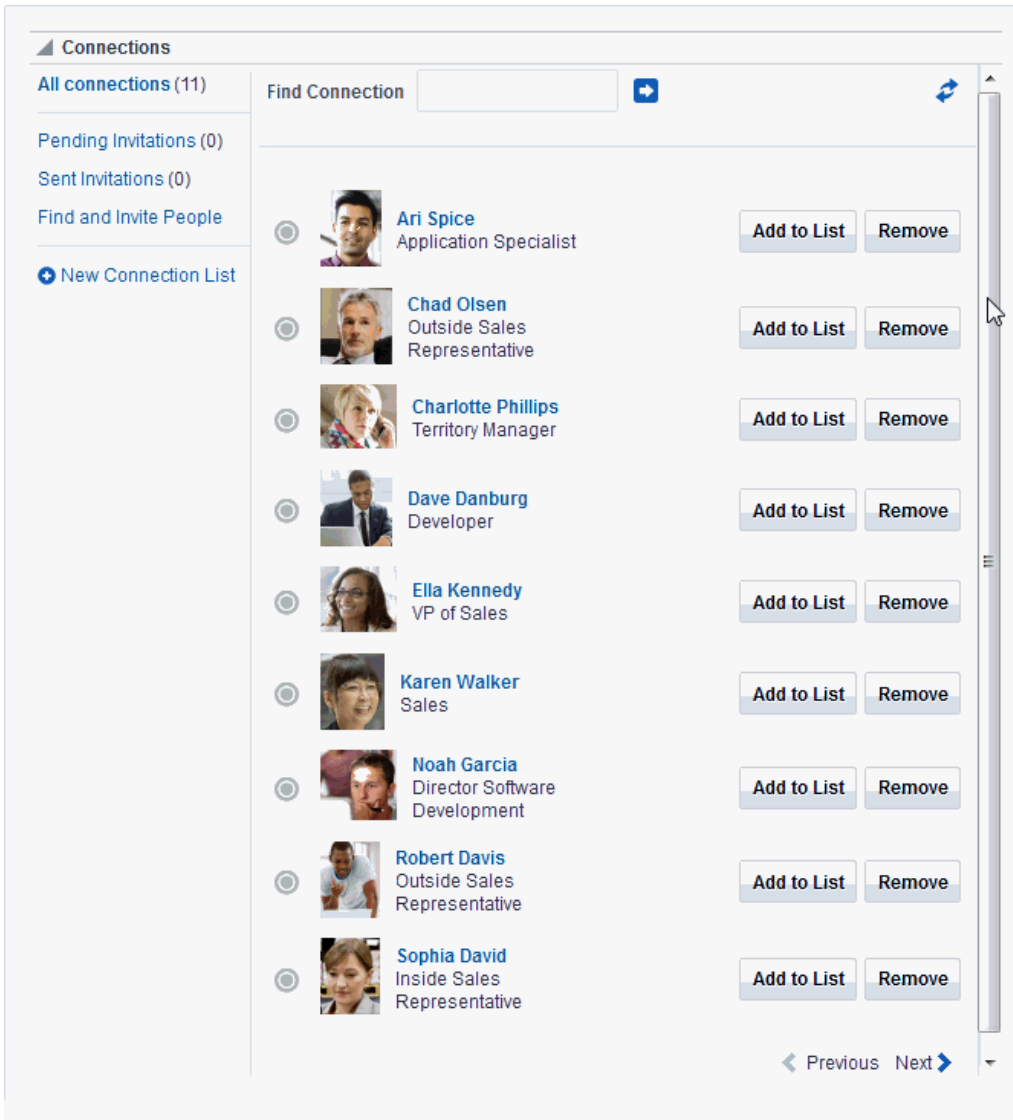 Connections
All connections (11)
Pending Invitations (0)
Sent Invitations (0)
Find and Invite People
New Connection List
Find Connection
Ari Spice
Application Specialist
Add to List Remove
Chad Olsen
Outside Sales
Representative
Add to List Remove
Charlotte Phillips
Territory Manager
Add to List Remove
Dave Danburg
Developer
Add to List Remove
Ella Kennedy
VP of Sales
Add to List Remove
Karen Walker
Sales
Add to List Remove
Noah Garcia
Director Software
Development
Add to List Remove
Robert Davis
Outside Sales
Representative
Add to List Remove
Sophia David
Inside Sales
Representative
Add to List Remove
Previous Next